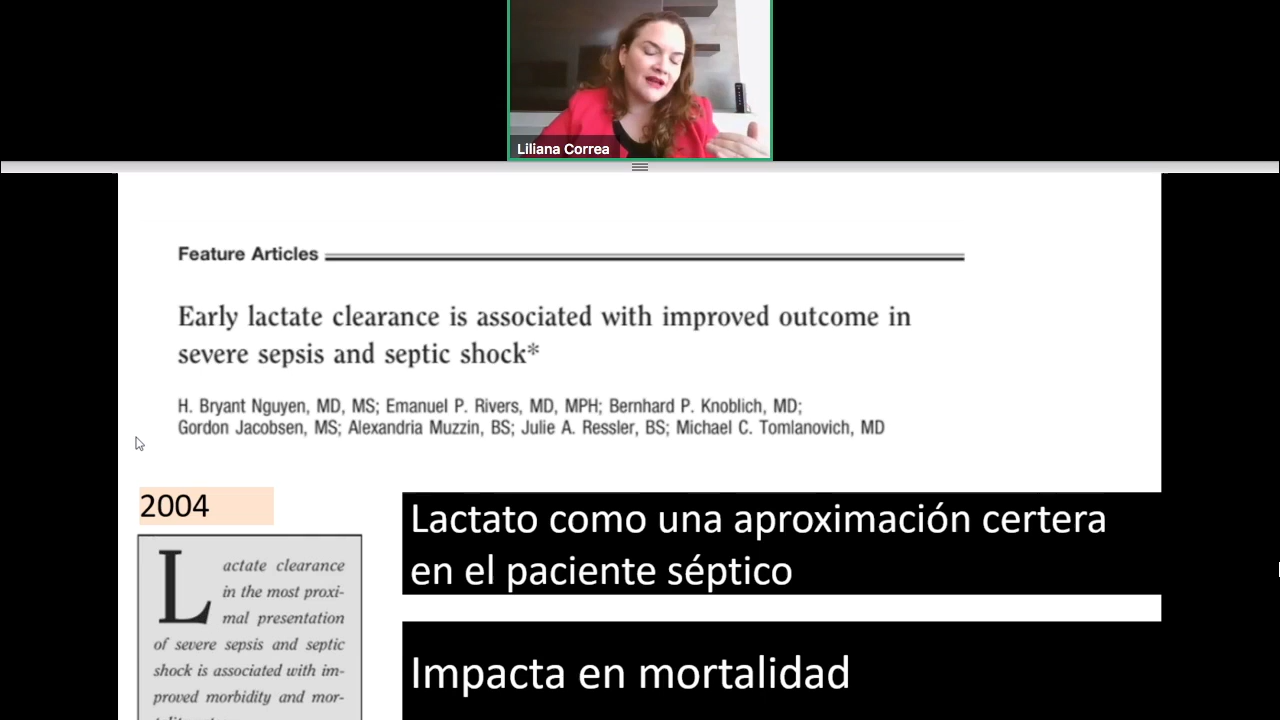 Liliana Correa
Feature Articles
Early lactate clearance is associated with improved outcome in
severe sepsis and septic shock*
H. Bryant Nguyen, MD, MS; Emanuel P. Rivers, MD, MPH; Bernhard P. Knoblich, MD;
Gordon Jacobsen, MS; Alexandria Muzzin, BS; Julie A. Ressler, BS; Michael C. Tomlanovich, MD
2004
Lactate clearance
in the most proxi-
mal presentation
of severe sepsis and septic
shock is associated with im-
proved morbidity and mor-
Lactato como una aproximación certera
en el paciente séptico
Impacta en mortalidad